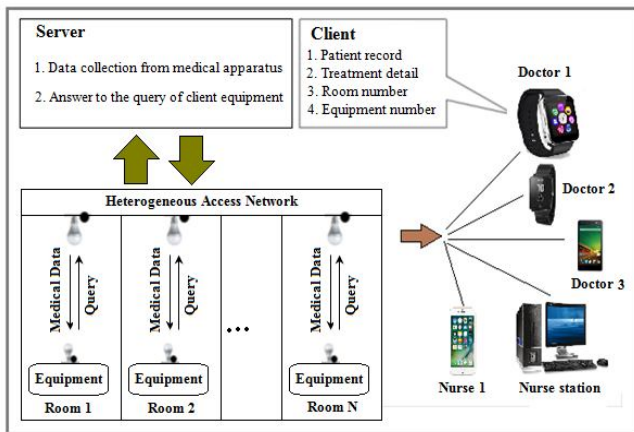 Server
1. Data collection from medical apparatus
2. Answer to the query of client equipment
Client
1. Patient record
2. Treatment detail
3. Room number
4. Equipment number
Doctor 1
Doctor 2
Doctor 3
Nurse 1
Nurse station
Heterogeneous Access Network
Medical Data
Query
Medical Data
Query
...
Medical Data
Query
Equipment
Equipment
Equipment
Room 1
Room 2
Room N